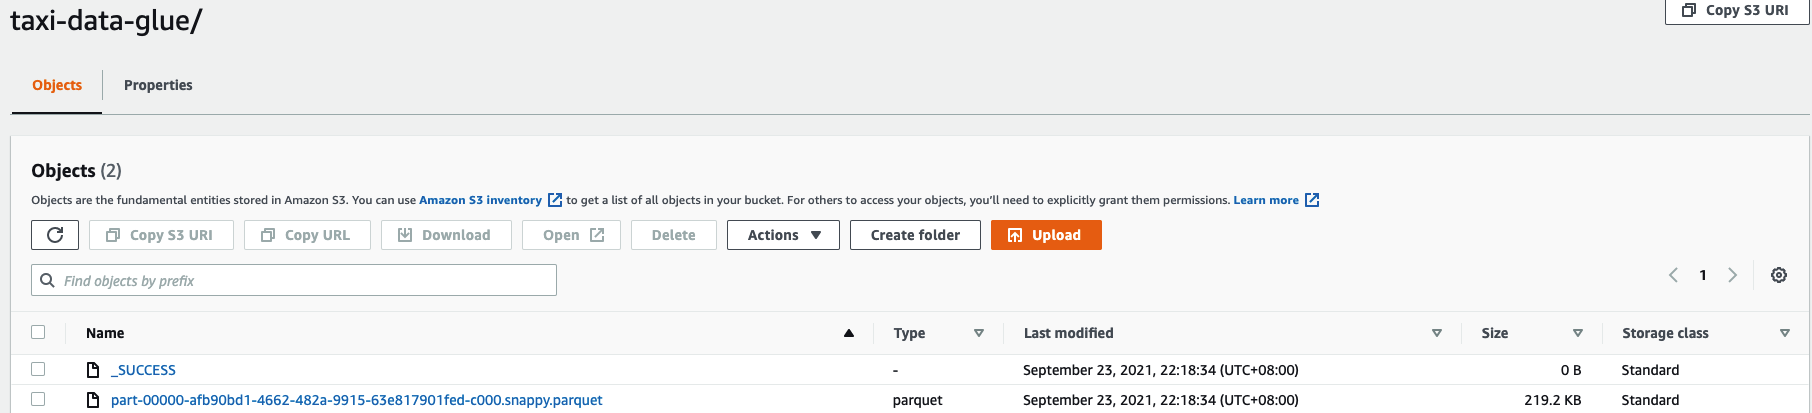 taxi-data-glue/
Copy S3 URI
Objects Properties
Objects (2)
Objects are the fundamental entities stored in Amazon S3. You can use Amazon S3 inventory to get a list of all objects in your bucket. For others to access your objects, you'll need to explicitly grant them permissions. Learn more
Copy S3 URI Copy URL Download Open Delete Actions Create folder Upload
Find objects by prefix
1
Name Type Last modified Size Storage class
_SUCCESS - September 23, 2021, 22:18:34 (UTC+08:00) 0 B Standard
part-00000-afb90bd1-4662-482a-9915-63e817901fed-c000.snappy.parquet parquet September 23, 2021, 22:18:34 (UTC+08:00) 219.2 KB Standard